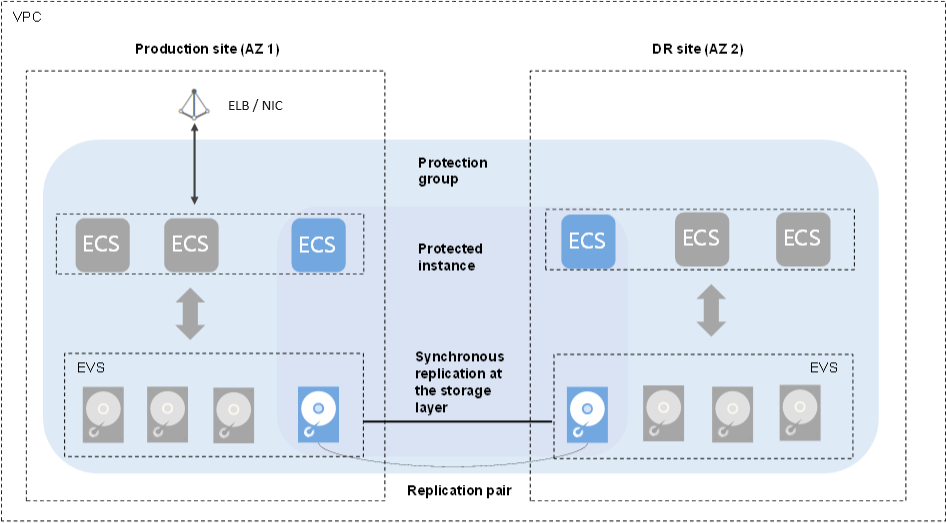 VPC
Production site (AZ 1)
DR site (AZ 2)
ELB / NIC
Protection
group
ECS
ECS
ECS
Protected
instance
ECS
ECS
ECS
EVS
Synchronous
replication at
the storage
layer
EVS
Replication pair